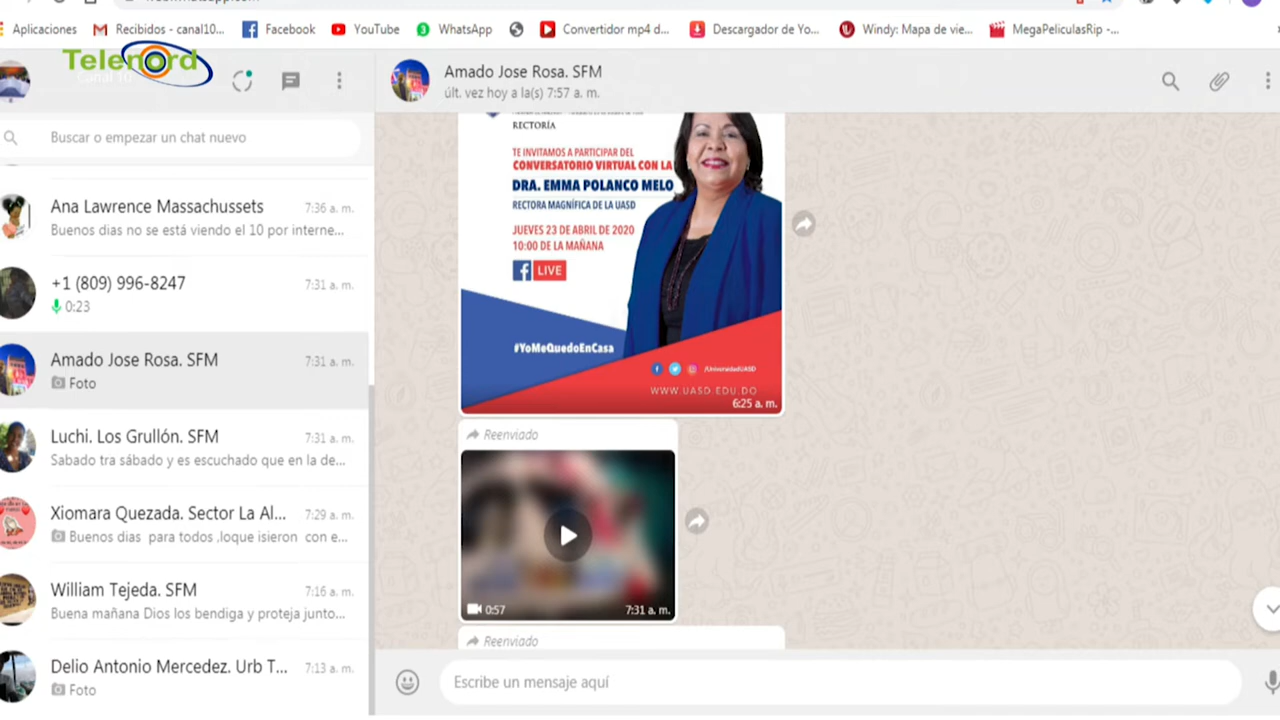 Aplicaciones
Recibidos - canal10...
Facebook
YouTube
WhatsApp
Convertidor mp4 d...
Descargador de Yo...
Windy: Mapa de vie...
MegaPeliculasRip -...
Telenord
Canal 10
Amado Jose Rosa. SFM
últ. vez hoy a la(s) 7:57 a. m.
Buscar o empezar un chat nuevo
Ana Lawrence Massachussets
7:36 a. m.
Buenos dias no se está viendo el 10 por interne...
+1 (809) 996-8247
7:31 a. m.
0:23
Amado Jose Rosa. SFM
7:31 a. m.
Foto
Luchi. Los Grullón. SFM
7:31 a. m.
Sabado tra sábado y es escuchado que en la de...
Xiomara Quezada. Sector La Al...
7:29 a. m.
Buenos dias para todos ,loque isieron con e...
William Tejeda. SFM
7:16 a. m.
Buena mañana Dios los bendiga y proteja junto...
Delio Antonio Mercedez. Urb T...
7:13 a. m.
Foto
RECTORÍA
TE INVITAMOS A PARTICIPAR DEL
CONVERSATORIO VIRTUAL CON LA
DRA. EMMA POLANCO MELO
RECTORA MAGNÍFICA DE LA UASD
JUEVES 23 DE ABRIL DE 2020
10:00 DE LA MAÑANA
LIVE
#YoMeQuedoEnCasa
/UniversidadUASD
WWW.UASD.EDU.DO
6:25 a. m.
Reenviado
0:57
7:31 a. m.
Reenviado
Escribe un mensaje aquí